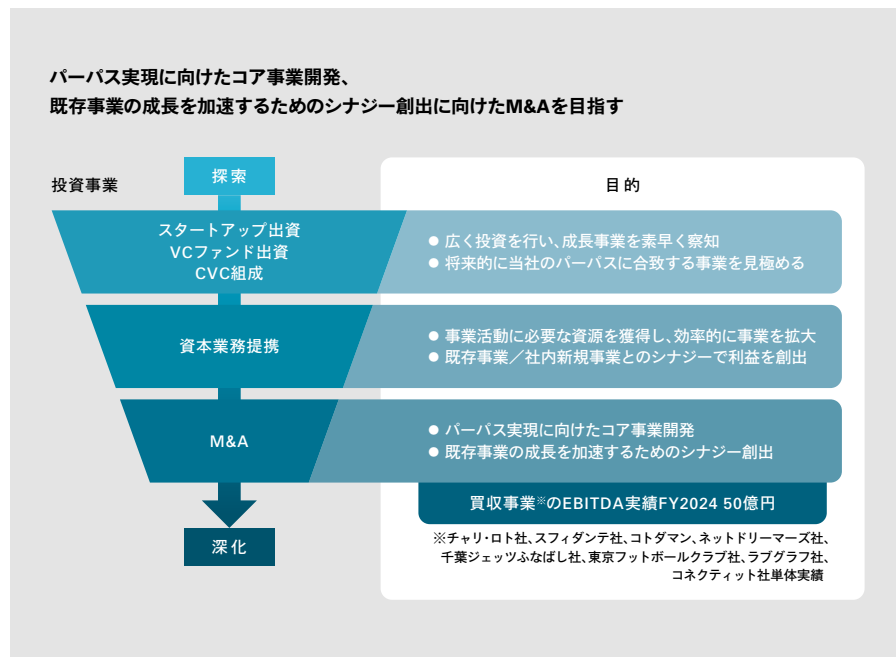 パーパス実現に向けたコア事業開発、
既存事業の成長を加速するためのシナジー創出に向けたM&Aを目指す
投資事業
探索
目的
スタートアップ出資
VCファンド出資
CVC組成
● 広く投資を行い、成長事業を素早く察知
● 将来的に当社のパーパスに合致する事業を見極める
資本業務提携
● 事業活動に必要な資源を獲得し、効率的に事業を拡大
● 既存事業／社内新規事業とのシナジーで利益を創出
M&A
● パーパス実現に向けたコア事業開発
● 既存事業の成長を加速するためのシナジー創出
買収事業※のEBITDA実績FY2024 50億円
深化
※チャリ・ロト社、スフィダンテ社、コトダマン、ネットドリーマーズ社、
千葉ジェッツふなばし社、東京フットボールクラブ社、ラブグラフ社、
コネクティット社単体実績